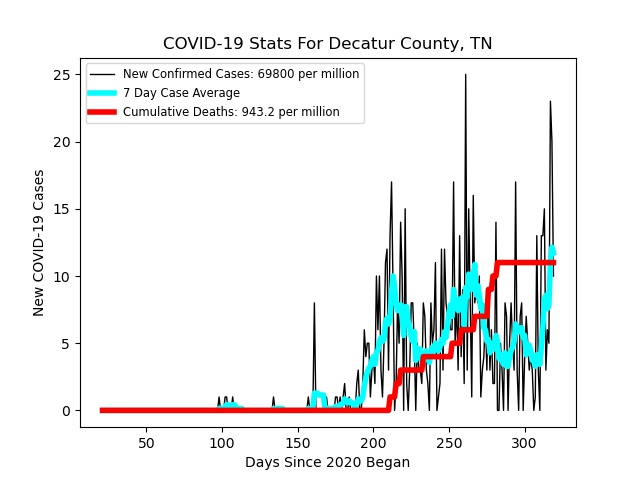 COVID-19 Stats For Decatur County, TN
New Confirmed Cases: 69800 per million
7 Day Case Average
Cumulative Deaths: 943.2 per million
New COVID-19 Cases
25
20
15
10
5
0
50 100 150 200 250 300
Days Since 2020 Began